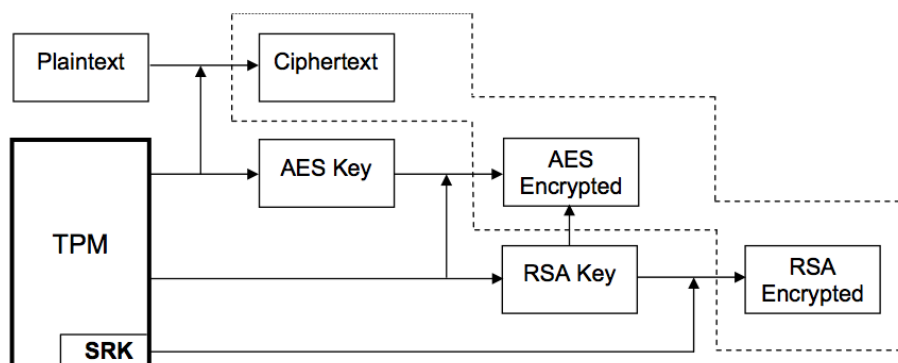 Plaintext
Ciphertext
AES Key
AES
Encrypted
TPM
RSA Key
RSA
Encrypted
SRK